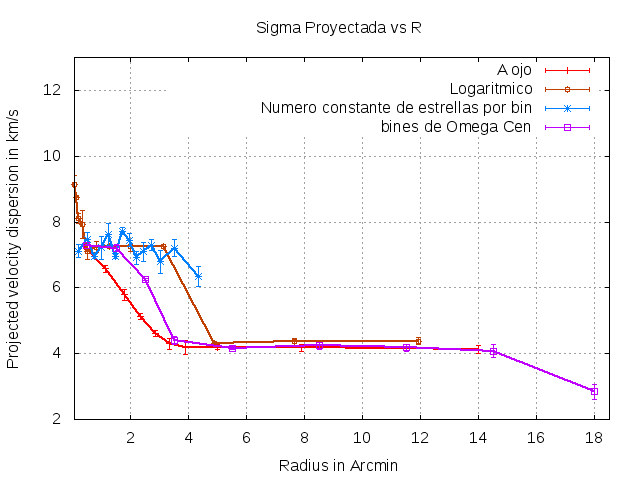 Sigma Proyectada vs R
Projected velocity dispersion in km/s
12
10
8
6
4
2
A ojo
Logaritmico
Numero constante de estrellas por bin
bines de Omega Cen
2 4 6 8 10 12 14 16 18
Radius in Arcmin